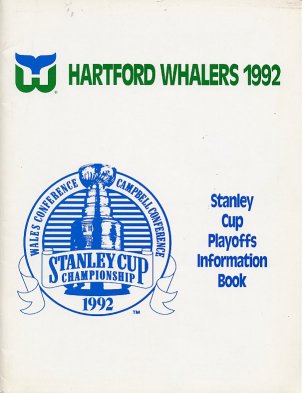 HARTFORD WHALERS 1992
®
WALES CONFERENCE
CAMPBELL CONFERENCE
STANLEY CUP
CHAMPIONSHIP
1992
TM
Stanley
Cup
Playoffs
Information
Book